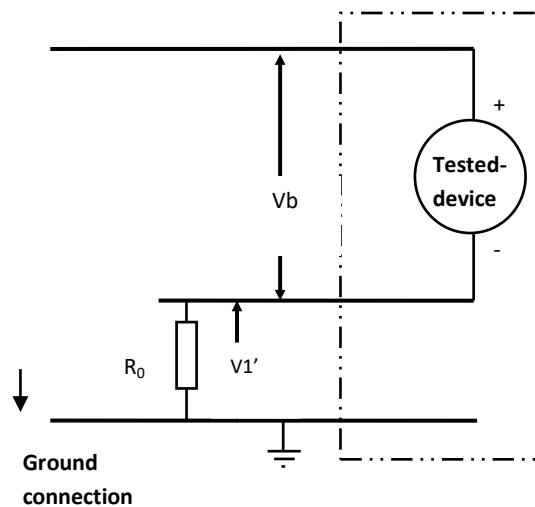 +
Tested-
device
Vb
-
R₀
V1’
Ground
connection